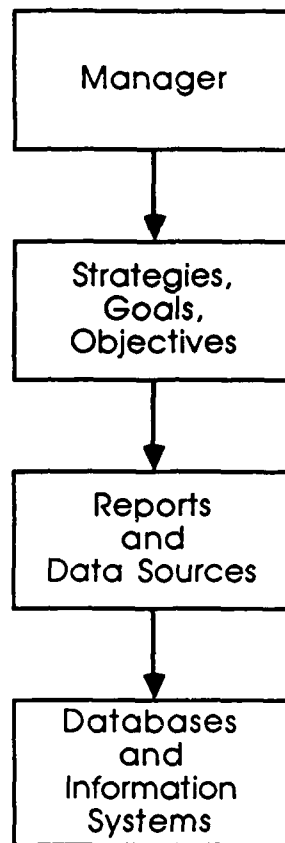 Manager
Strategies,
Goals,
Objectives
Reports
and
Data Sources
Databases
and
Information
Systems